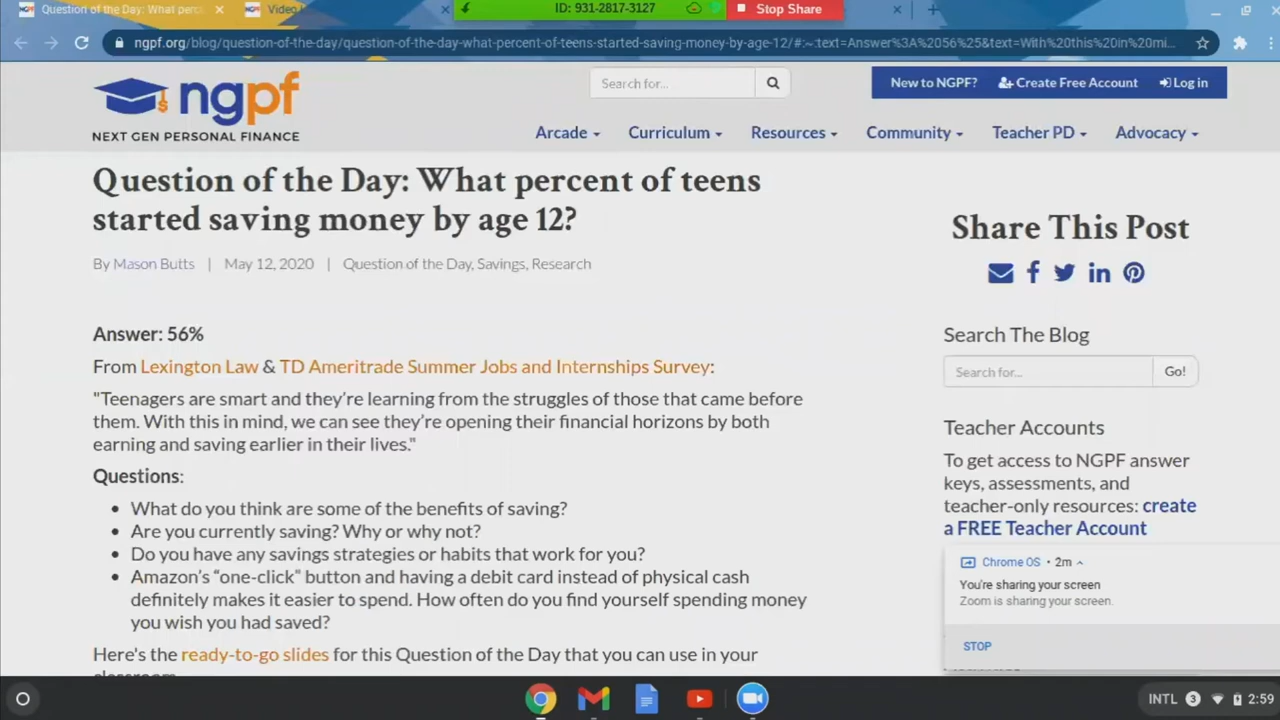 Question of the Day: What perc
Video
ID: 931-2817-3127
Stop Share
ngpf.org/blog/question-of-the-day/question-of-the-day-what-percent-of-teens-started-saving-money-by-age-12/#:~:text=Answer%3A%2056%25&text=With%20this%20in%20mi...
ngpf
NEXT GEN PERSONAL FINANCE
Search for...
New to NGPF? Create Free Account Log in
Arcade Curriculum Resources Community Teacher PD Advocacy
Question of the Day: What percent of teens
started saving money by age 12?
By Mason Butts | May 12, 2020 | Question of the Day, Savings, Research
Answer: 56%
From Lexington Law & TD Ameritrade Summer Jobs and Internships Survey:
"Teenagers are smart and they're learning from the struggles of those that came before
them. With this in mind, we can see they're opening their financial horizons by both
earning and saving earlier in their lives."
Questions:
• What do you think are some of the benefits of saving?
• Are you currently saving? Why or why not?
• Do you have any savings strategies or habits that work for you?
• Amazon's “one-click” button and having a debit card instead of physical cash
definitely makes it easier to spend. How often do you find yourself spending money
you wish you had saved?
Here's the ready-to-go slides for this Question of the Day that you can use in your
classroom.
Share This Post
Search The Blog
Search for...
Go!
Teacher Accounts
To get access to NGPF answer
keys, assessments, and
teacher-only resources: create
a FREE Teacher Account
Chrome OS • 2m
You're sharing your screen
Zoom is sharing your screen.
STOP
INTL 3 2:59